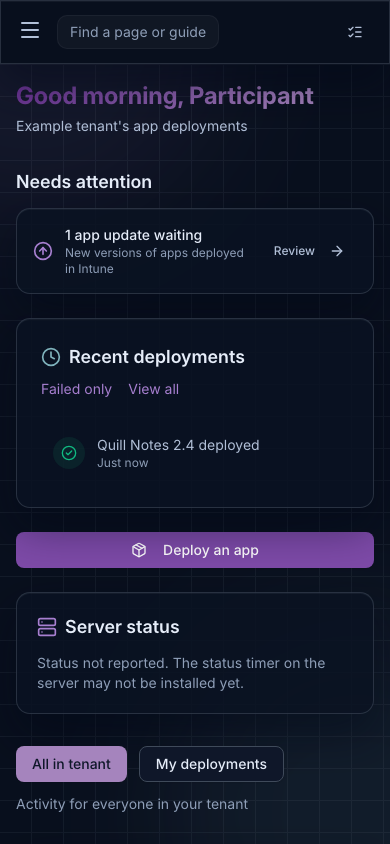 Find a page or guide
Good morning, Participant
Example tenant's app deployments
Needs attention
1 app update waiting
New versions of apps deployed
in Intune
Review
Recent deployments
Failed only View all
Quill Notes 2.4 deployed
Just now
Deploy an app
Server status
Status not reported. The status timer on the
server may not be installed yet.
All in tenant My deployments
Activity for everyone in your tenant